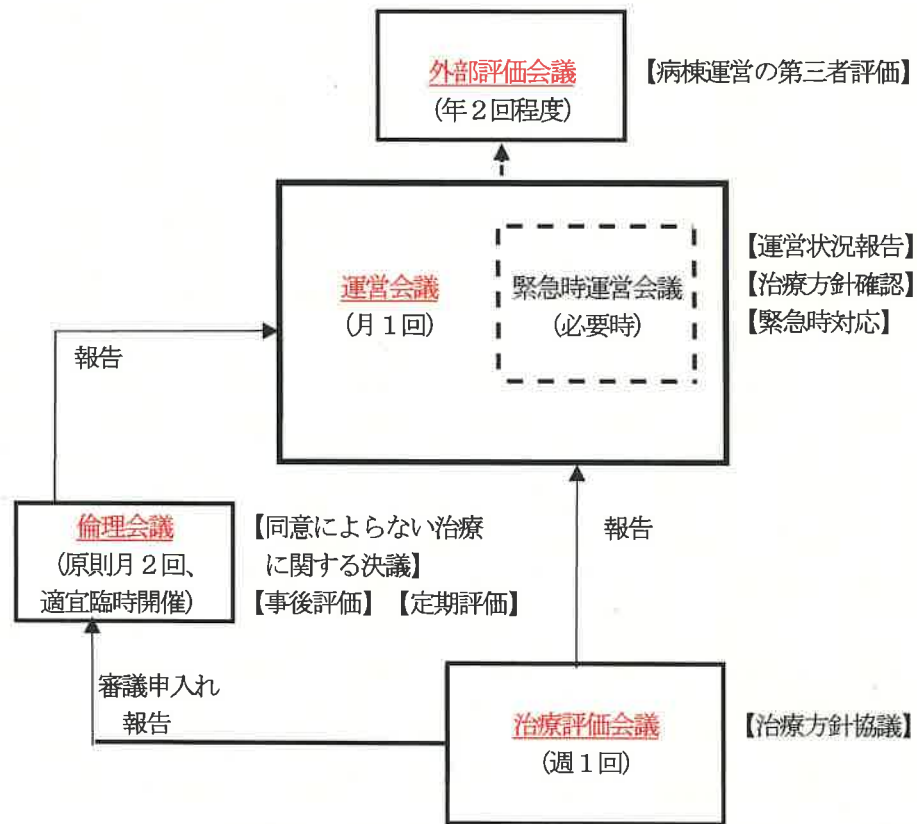 外部評価会議
(年2回程度)
【病棟運営の第三者評価】
運営会議
(月1回)
緊急時運営会議
(必要時)
【運営状況報告】
【治療方針確認】
【緊急時対応】
報告
倫理会議
(原則月2回、
適宜臨時開催)
【同意によらない治療
に関する決議】
【事後評価】【定期評価】
報告
審議申入れ
報告
治療評価会議
(週1回)
【治療方針協議】